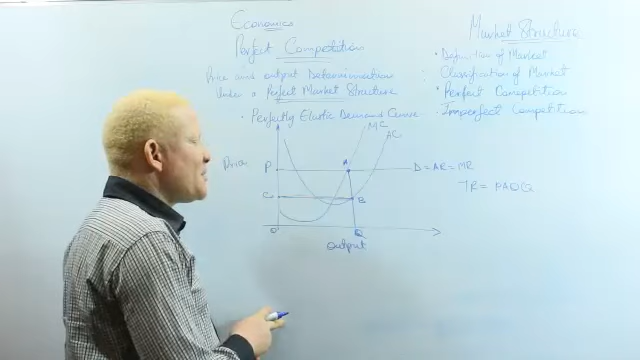 Economics
Perfect Competition
Price and output Determination
Under a Perfect Market Structure
• Perfectly Elastic Demand Curve
Market Structure
• Definition of Market
: Classification of Market
• Perfect Competition
• Imperfect Competition
MC
AC
Price
P
A
D = AR = MR
TR = PAOQ
C
B
O
Q
Output